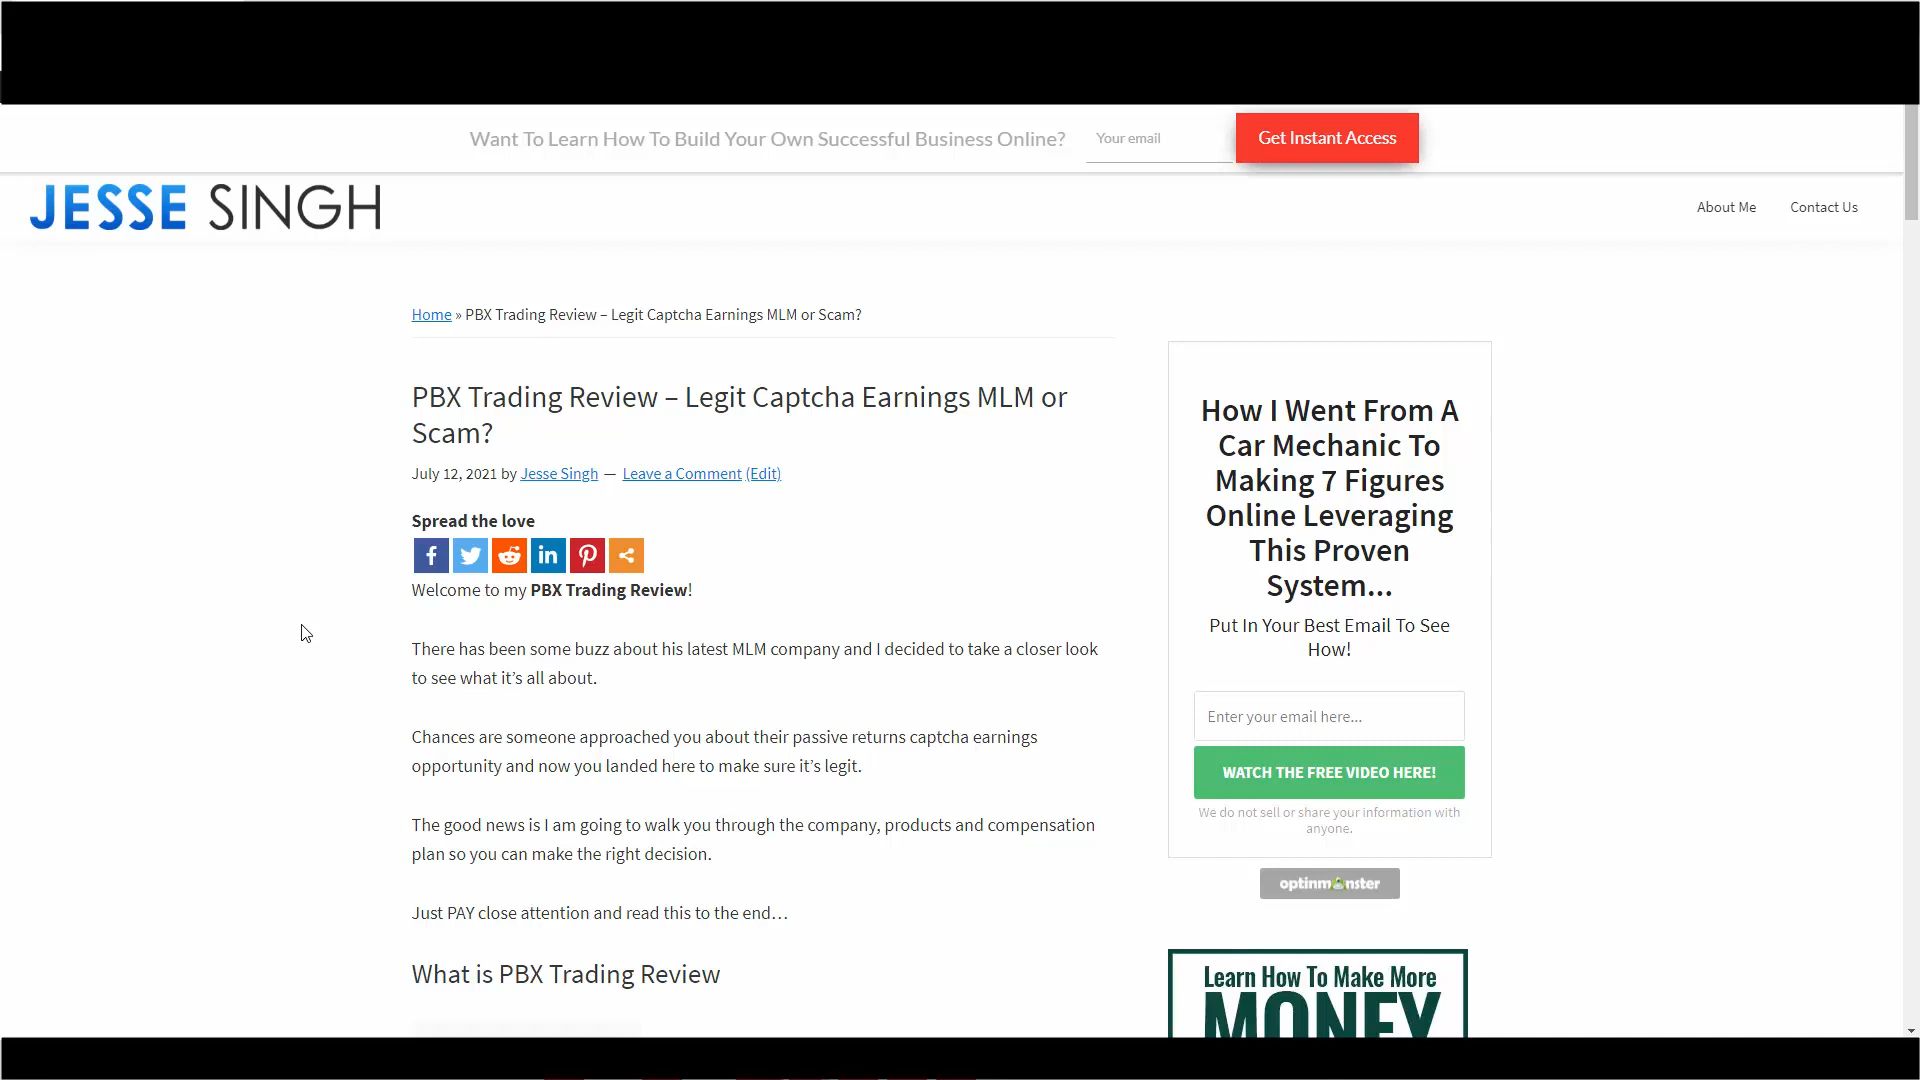 Want To Learn How To Build Your Own Successful Business Online?
Your email
Get Instant Access
JESSE SINGH
About Me
Contact Us
Home » PBX Trading Review – Legit Captcha Earnings MLM or Scam?
PBX Trading Review – Legit Captcha Earnings MLM or
Scam?
July 12, 2021 by Jesse Singh — Leave a Comment (Edit)
Spread the love
Welcome to my PBX Trading Review!
There has been some buzz about his latest MLM company and I decided to take a closer look
to see what it's all about.
Chances are someone approached you about their passive returns captcha earnings
opportunity and now you landed here to make sure it's legit.
The good news is I am going to walk you through the company, products and compensation
plan so you can make the right decision.
Just PAY close attention and read this to the end…
What is PBX Trading Review
How I Went From A
Car Mechanic To
Making 7 Figures
Online Leveraging
This Proven
System...
Put In Your Best Email To See
How!
Enter your email here...
WATCH THE FREE VIDEO HERE!
We do not sell or share your information with
anyone.
optinmonster
Learn How To Make More
MONEY